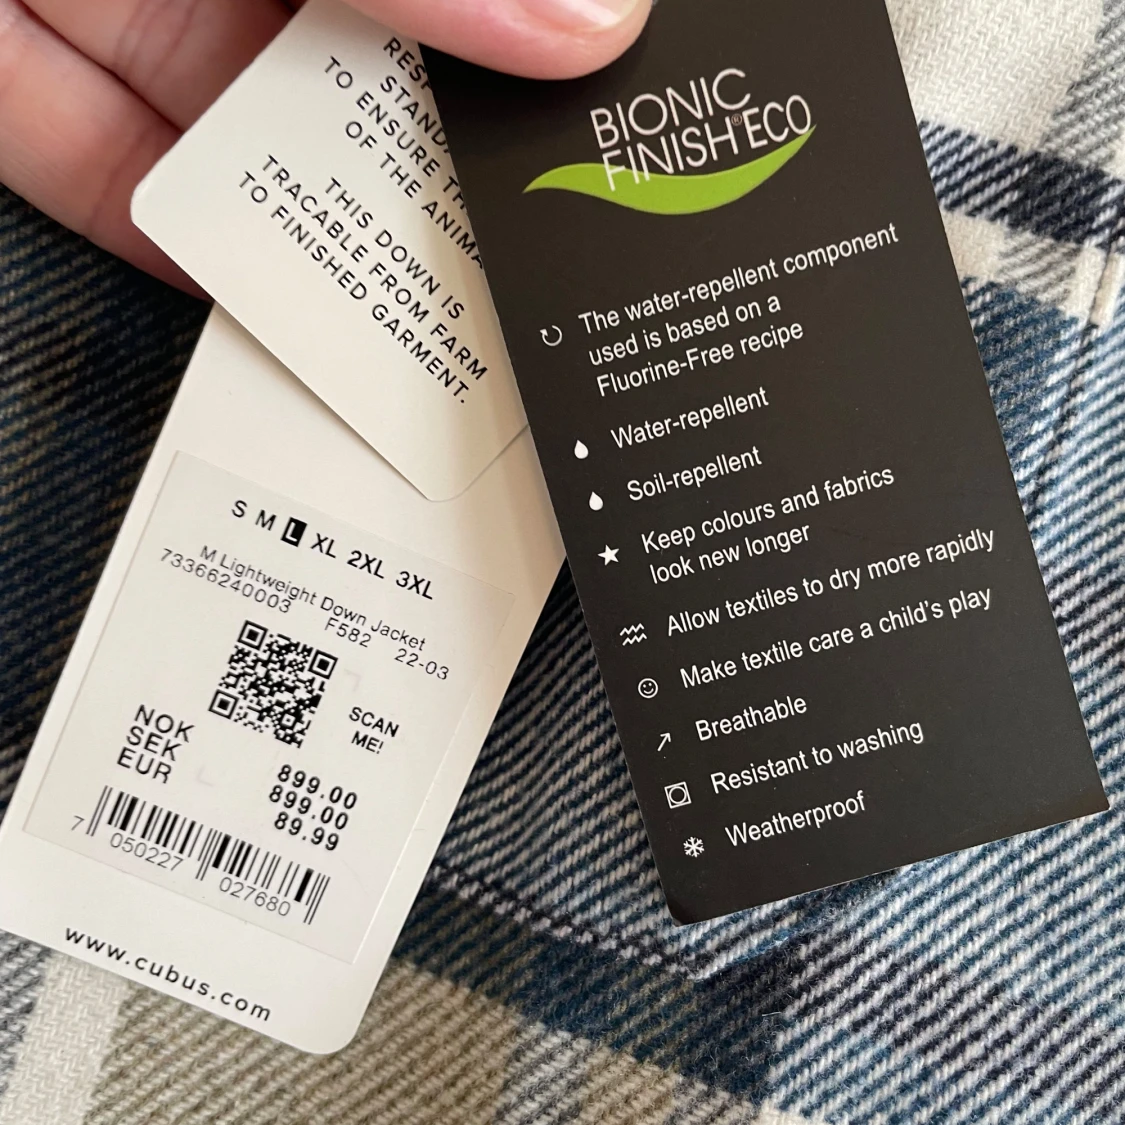 STAND
TO ENSURE
OF THE
THIS DOWN IS
TRACABLE FROM FARM
TO FINISHED GARMENT.
S M L XL 2XL 3XL
M Lightweight Down Jacket
73366240003 F582 22-03
SCAN
ME!
NOK 899.00
SEK 899.00
EUR 89.99
7 050227 027680
www.cubus.com
BIONIC
FINISH®ECO
The water-repellent component
used is based on a
Fluorine-Free recipe
Water-repellent
Soil-repellent
Keep colours and fabrics
look new longer
Allow textiles to dry more rapidly
Make textile care a child's play
Breathable
Resistant to washing
Weatherproof